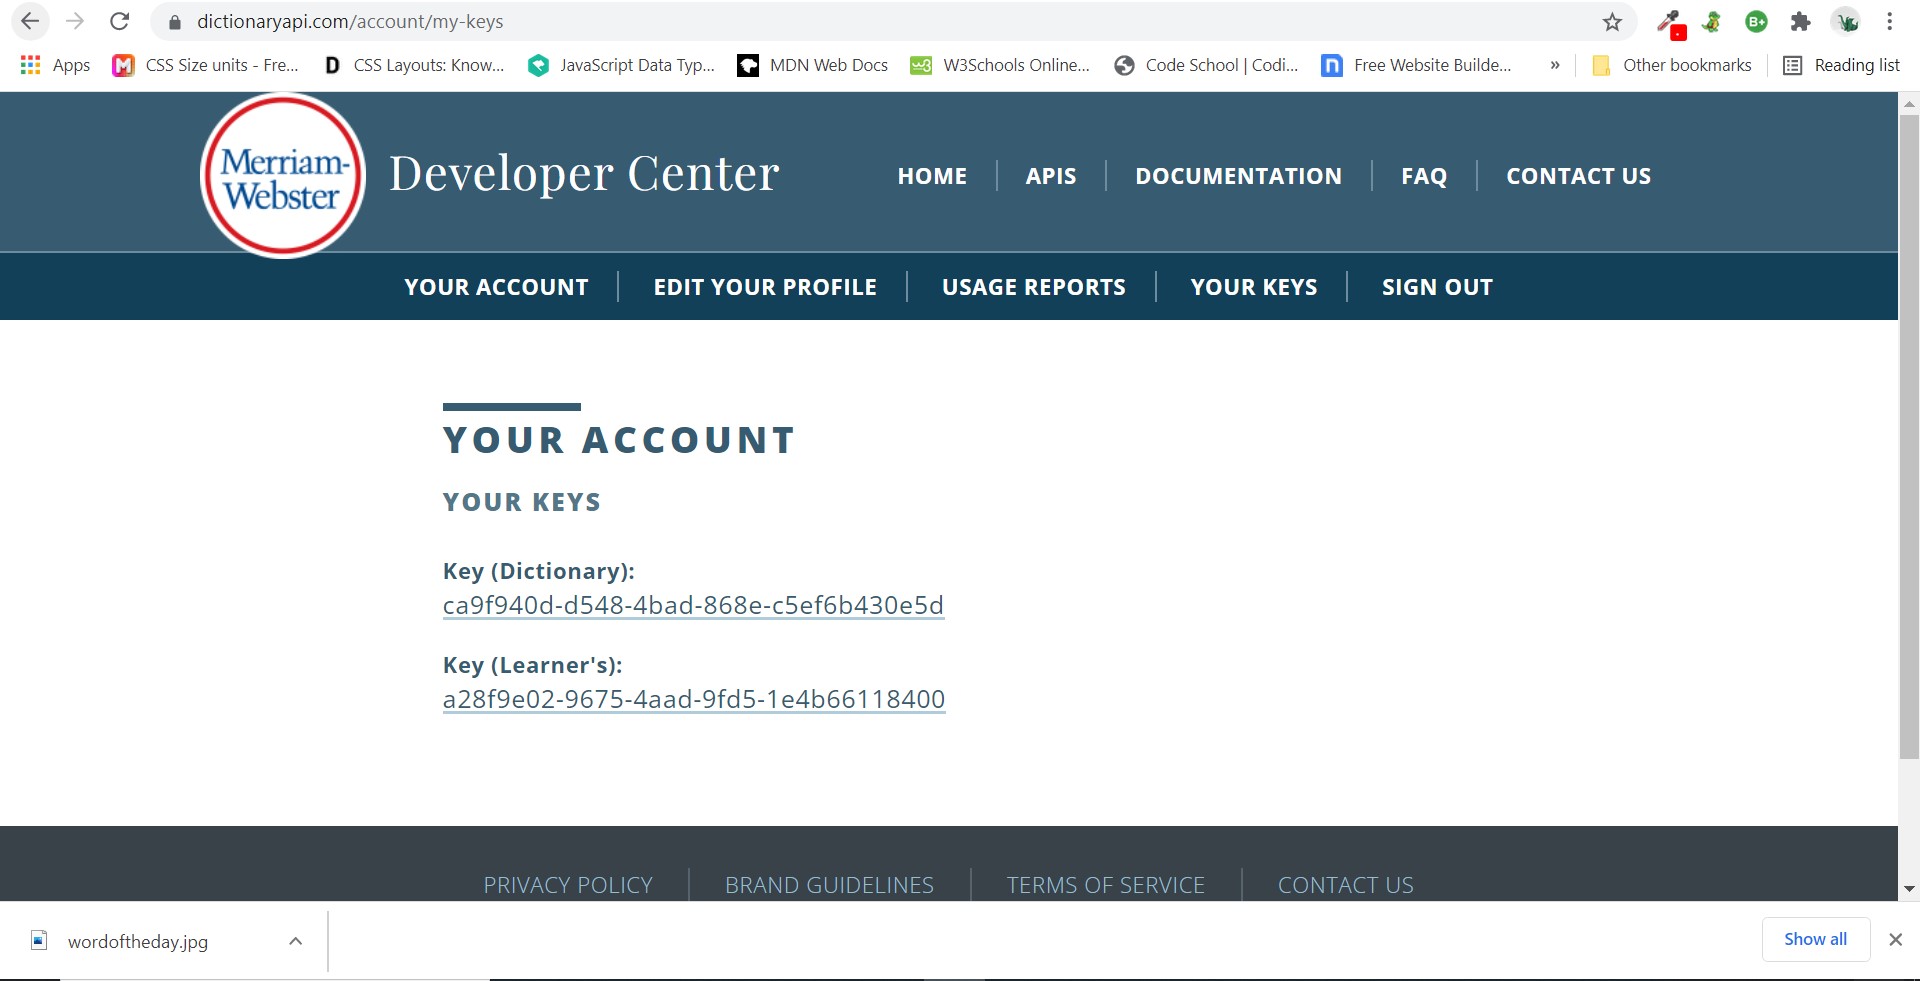 dictionaryapi.com/account/my-keys
Apps CSS Size units - Fre... CSS Layouts: Know... JavaScript Data Typ... MDN Web Docs W3Schools Online... Code School | Codi... Free Website Builde... » Other bookmarks Reading list
Merriam-
Webster
Developer Center
HOME APIS DOCUMENTATION FAQ CONTACT US
YOUR ACCOUNT EDIT YOUR PROFILE USAGE REPORTS YOUR KEYS SIGN OUT
YOUR ACCOUNT
YOUR KEYS
Key (Dictionary):
ca9f940d-d548-4bad-868e-c5ef6b430e5d
Key (Learner's):
a28f9e02-9675-4aad-9fd5-1e4b66118400
PRIVACY POLICY BRAND GUIDELINES TERMS OF SERVICE CONTACT US
wordoftheday.jpg Show all